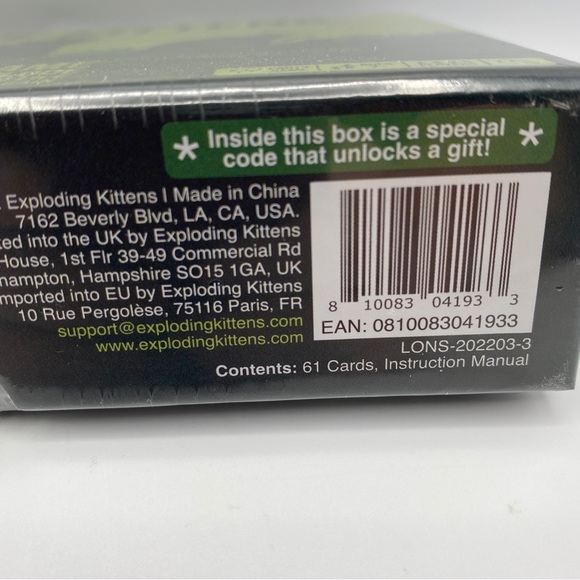 * Inside this box is a special *
code that unlocks a gift!
Exploding Kittens | Made in China
7162 Beverly Blvd, LA, CA, USA.
into the UK by Exploding Kittens
House, 1st Flr 39-49 Commercial Rd
Hampshire SO15 1GA, UK
into EU by Exploding Kittens
10 Rue Pergolèse, 75116 Paris, FR
support@explodingkittens.com
www.explodingkittens.com
8 10083 04193 3
EAN: 0810083041933
LONS-202203-3
Contents: 61 Cards, Instruction Manual